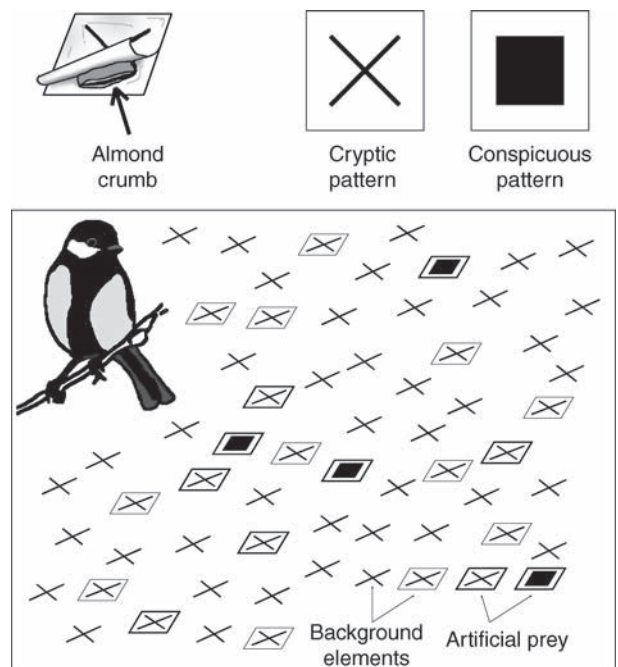 Almond
crumb
Cryptic
pattern
Conspicuous
pattern
Background
elements
Artificial prey